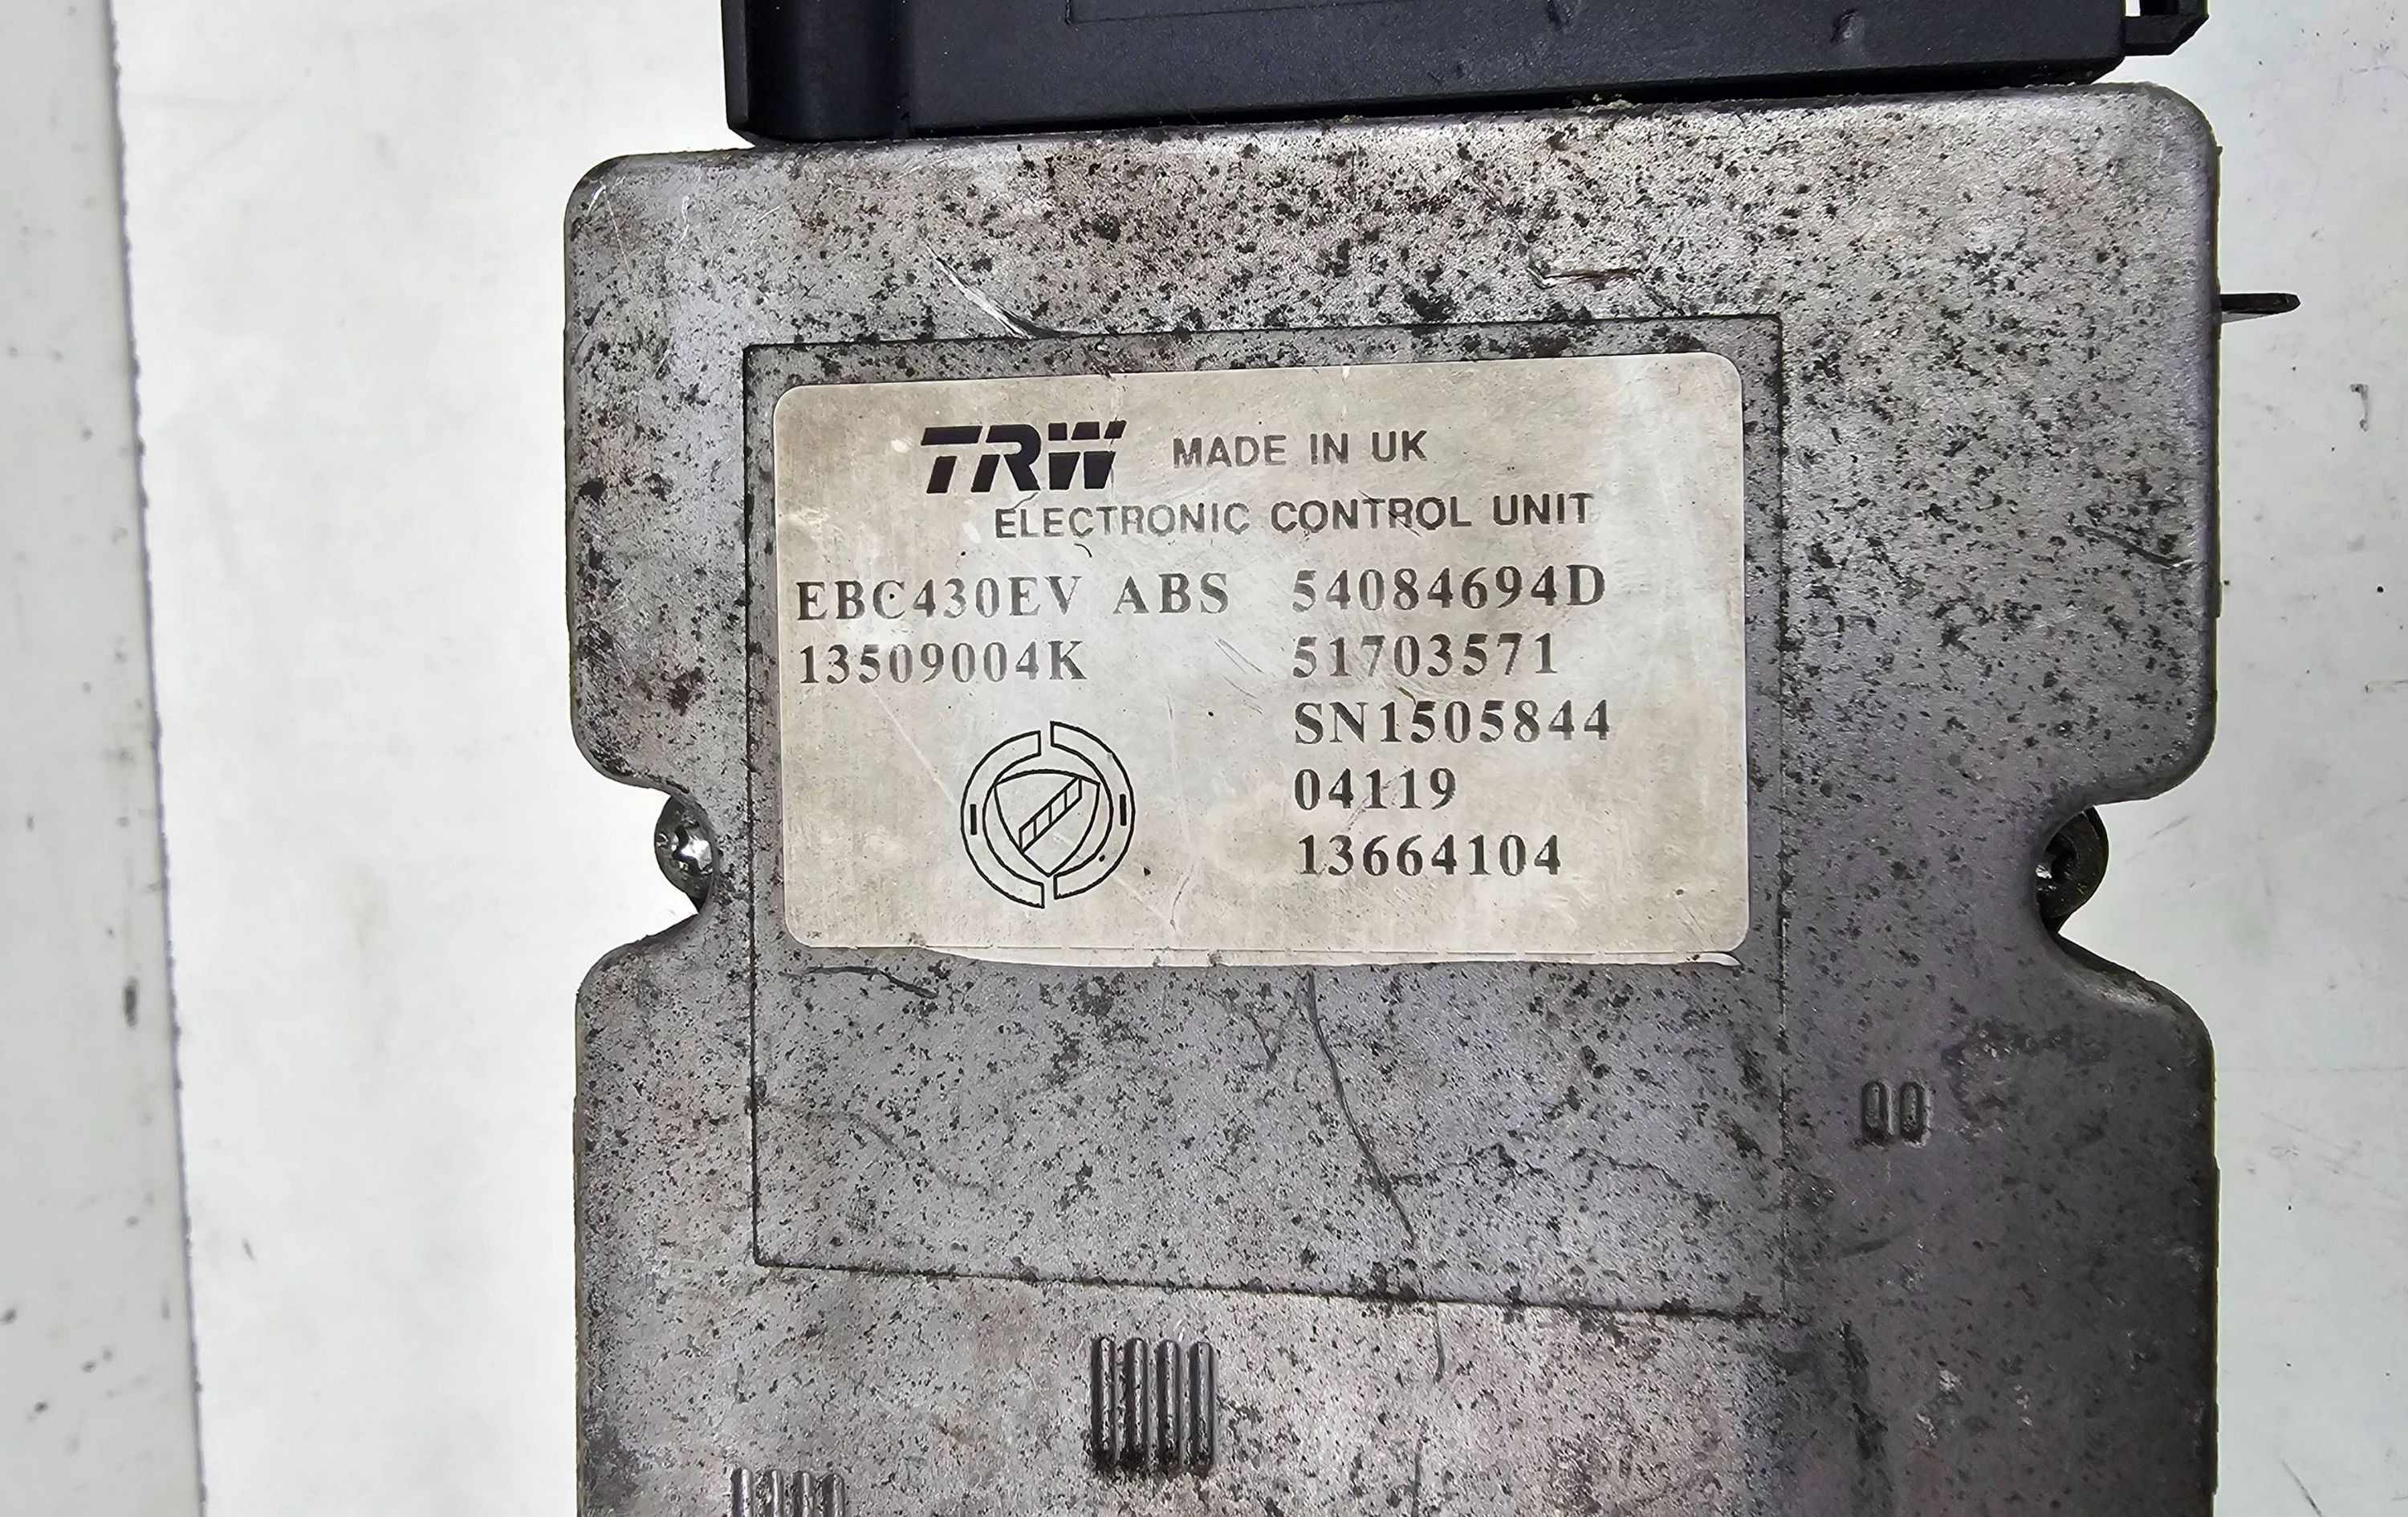 TRW MADE IN UK
ELECTRONIC CONTROL UNIT
EBC430EV ABS 54084694D
13509004K 51703571
SN1505844
04119
13664104